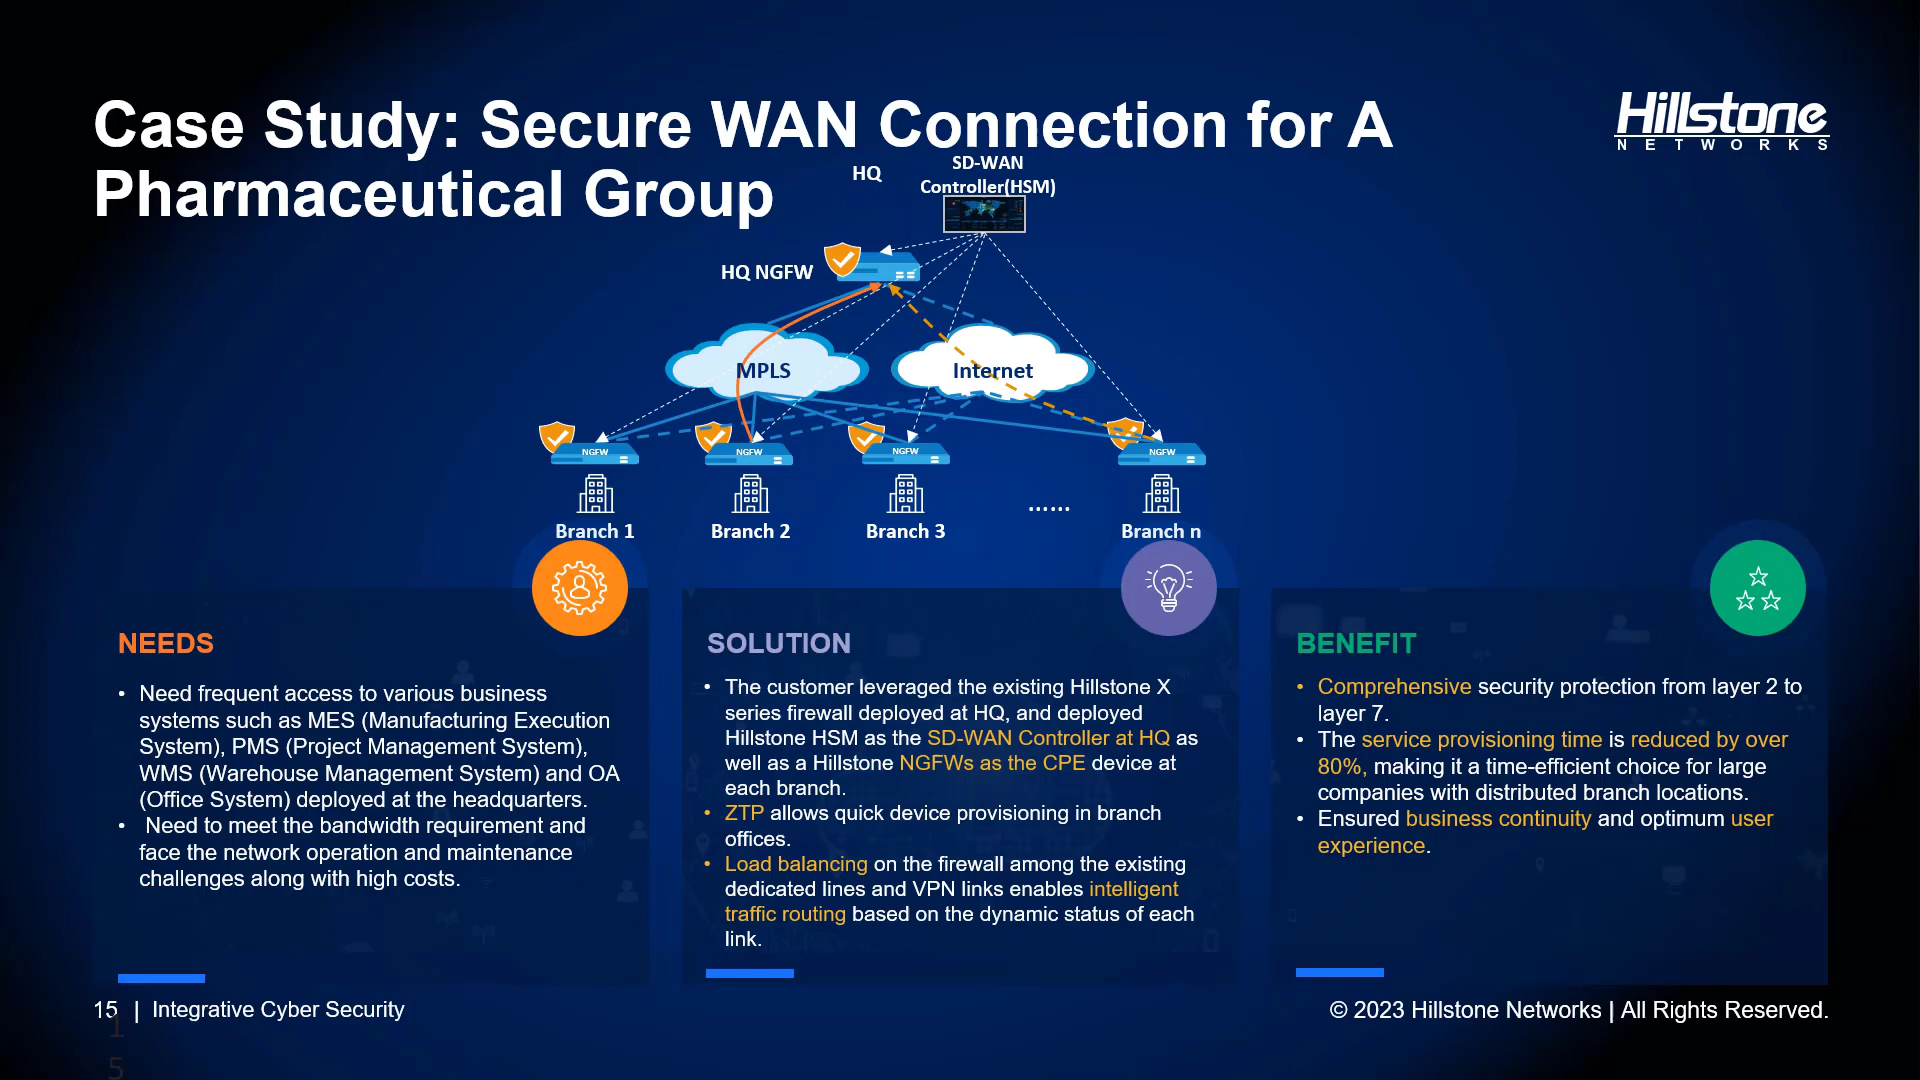 Case Study: Secure WAN Connection for A
Pharmaceutical Group
Hillstone
NETWORKS
HQ
SD-WAN
Controller(HSM)
HQ NGFW
MPLS
Internet
NGFW
NGFW
NGFW
NGFW
Branch 1
Branch 2
Branch 3
......
Branch n
NEEDS
• Need frequent access to various business
systems such as MES (Manufacturing Execution
System), PMS (Project Management System),
WMS (Warehouse Management System) and OA
(Office System) deployed at the headquarters.
• Need to meet the bandwidth requirement and
face the network operation and maintenance
challenges along with high costs.
SOLUTION
• The customer leveraged the existing Hillstone X
series firewall deployed at HQ, and deployed
Hillstone HSM as the SD-WAN Controller at HQ as
well as a Hillstone NGFWs as the CPE device at
each branch.
• ZTP allows quick device provisioning in branch
offices.
• Load balancing on the firewall among the existing
dedicated lines and VPN links enables intelligent
traffic routing based on the dynamic status of each
link.
BENEFIT
• Comprehensive security protection from layer 2 to
layer 7.
• The service provisioning time is reduced by over
80%, making it a time-efficient choice for large
companies with distributed branch locations.
• Ensured business continuity and optimum user
experience.
15 | Integrative Cyber Security
1
5
© 2023 Hillstone Networks | All Rights Reserved.